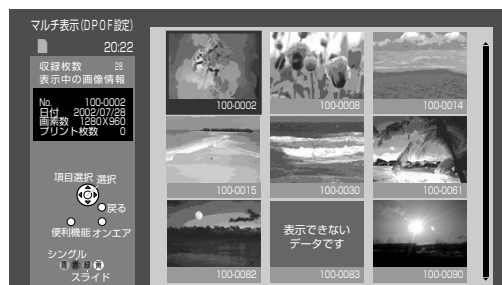 マルチ表示(DPOF設定)
20:22
収録枚数 28
表示中の画像情報
No. 100-0002
日付 2002/07/28
画素数 1280X960
プリント枚数 0
項目選択 選択
戻る
便利機能 オンエア
シングル
青 赤 緑 黄
スライド
100-0002
100-0008
100-0014
100-0015
100-0030
100-0061
100-0082
表示できない
データです
100-0083
100-0090